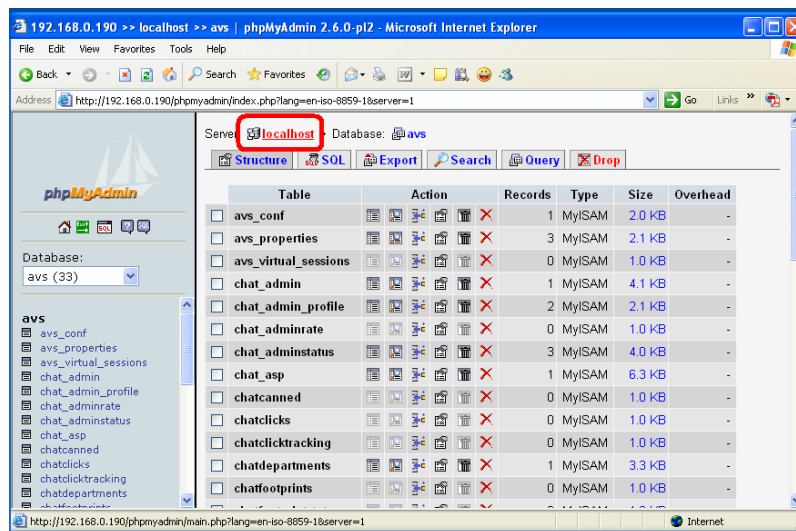 192.168.0.190 >> localhost >> avs | phpMyAdmin 2.6.0-pl2 - Microsoft Internet Explorer
File Edit View Favorites Tools Help
Back Search Favorites
Address http://192.168.0.190/phpmyadmin/index.php?lang=en-iso-8859-1&server=1 Go Links »
phpMyAdmin
SQL
Database:
avs (33)
avs
avs_conf
avs_properties
avs_virtual_sessions
chat_admin
chat_admin_profile
chat_adminrate
chat_adminstatus
chat_asp
chatcanned
chatclicks
chatclicktracking
chatdepartments
chatfootprints
Server localhost Database: avs
Structure SQL Export Search Query Drop
Table Action Records Type Size Overhead
avs_conf 1 MyISAM 2.0 KB -
avs_properties 3 MyISAM 2.1 KB -
avs_virtual_sessions 0 MyISAM 1.0 KB -
chat_admin 1 MyISAM 4.1 KB -
chat_admin_profile 2 MyISAM 2.1 KB -
chat_adminrate 0 MyISAM 1.0 KB -
chat_adminstatus 3 MyISAM 4.0 KB -
chat_asp 1 MyISAM 6.3 KB -
chatcanned 0 MyISAM 1.0 KB -
chatclicks 0 MyISAM 1.0 KB -
chatclicktracking 0 MyISAM 1.0 KB -
chatdepartments 1 MyISAM 3.3 KB -
chatfootprints 0 MyISAM 1.0 KB -
http://192.168.0.190/phpmyadmin/main.php?lang=en-iso-8859-1&server=1 Internet